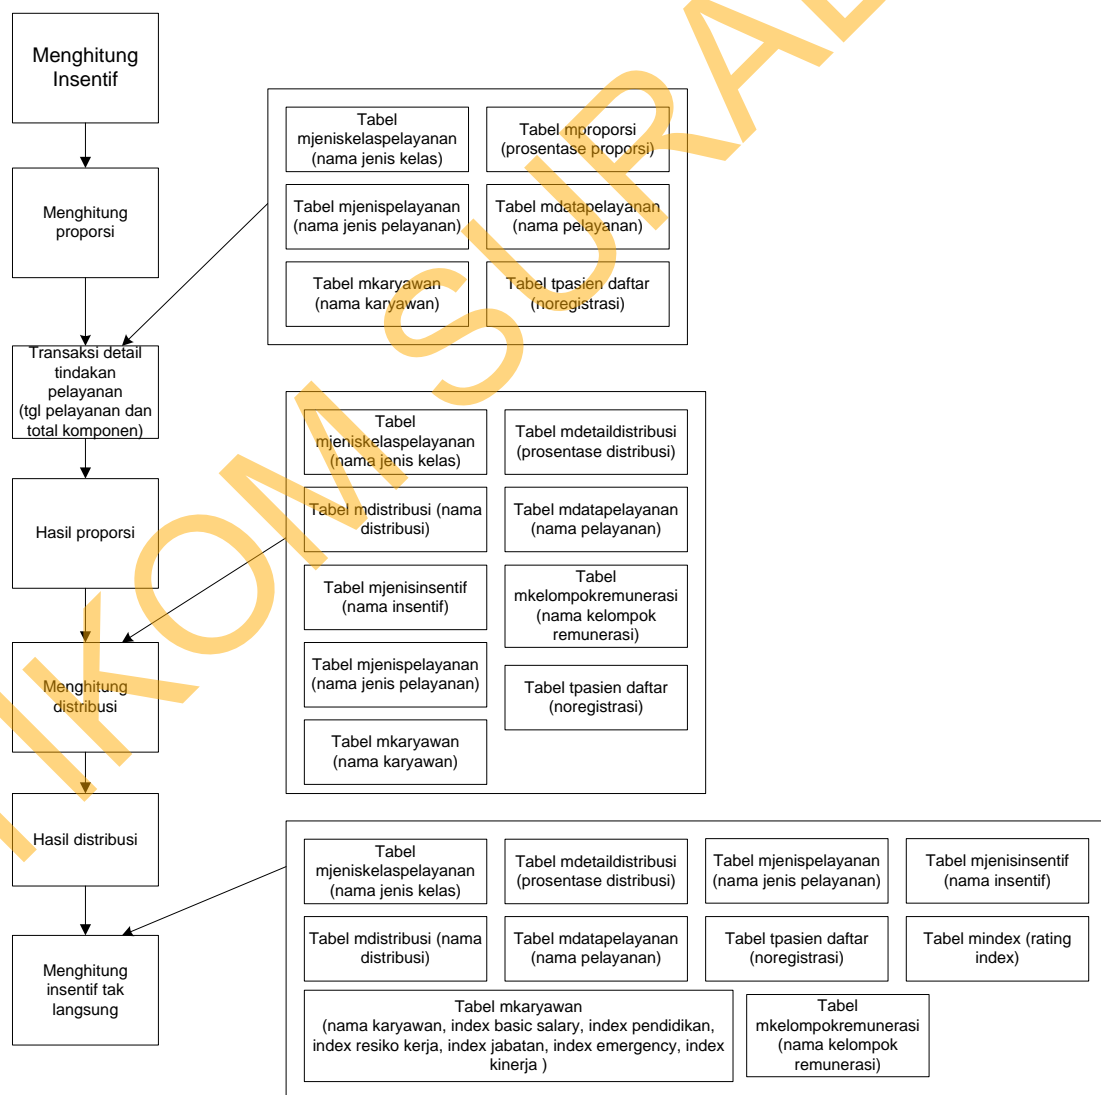 Menghitung
Insentif
Menghitung
proporsi
Transaksi detail
tindakan
pelayanan
(tgl pelayanan dan
total komponen)
Hasil proporsi
Menghitung
distribusi
Hasil distribusi
Menghitung
insentif tak
langsung
Tabel
mjeniskelaspelayanan
(nama jenis kelas)
Tabel mproporsi
(prosentase proporsi)
Tabel mjenispelayanan
(nama jenis pelayanan)
Tabel mdatapelayanan
(nama pelayanan)
Tabel mkaryawan
(nama karyawan)
Tabel tpasien daftar
(noregistrasi)
Tabel
mjeniskelaspelayanan
(nama jenis kelas)
Tabel mdetaildistribusi
(prosentase distribusi)
Tabel mdistribusi (nama
distribusi)
Tabel mdatapelayanan
(nama pelayanan)
Tabel mjenisinsentif
(nama insentif)
Tabel
mkelompokremunerasi
(nama kelompok
remunerasi)
Tabel mjenispelayanan
(nama jenis pelayanan)
Tabel tpasien daftar
(noregistrasi)
Tabel mkaryawan
(nama karyawan)
Tabel
mjeniskelaspelayanan
(nama jenis kelas)
Tabel mdetaildistribusi
(prosentase distribusi)
Tabel mjenispelayanan
(nama jenis pelayanan)
Tabel mjenisinsentif
(nama insentif)
Tabel mdistribusi (nama
distribusi)
Tabel mdatapelayanan
(nama pelayanan)
Tabel tpasien daftar
(noregistrasi)
Tabel mindex (rating
index)
Tabel mkaryawan
(nama karyawan, index basic salary, index pendidikan,
index resiko kerja, index jabatan, index emergency, index
kinerja )
Tabel
mkelompokremunerasi
(nama kelompok
remunerasi)
IKOM SURA